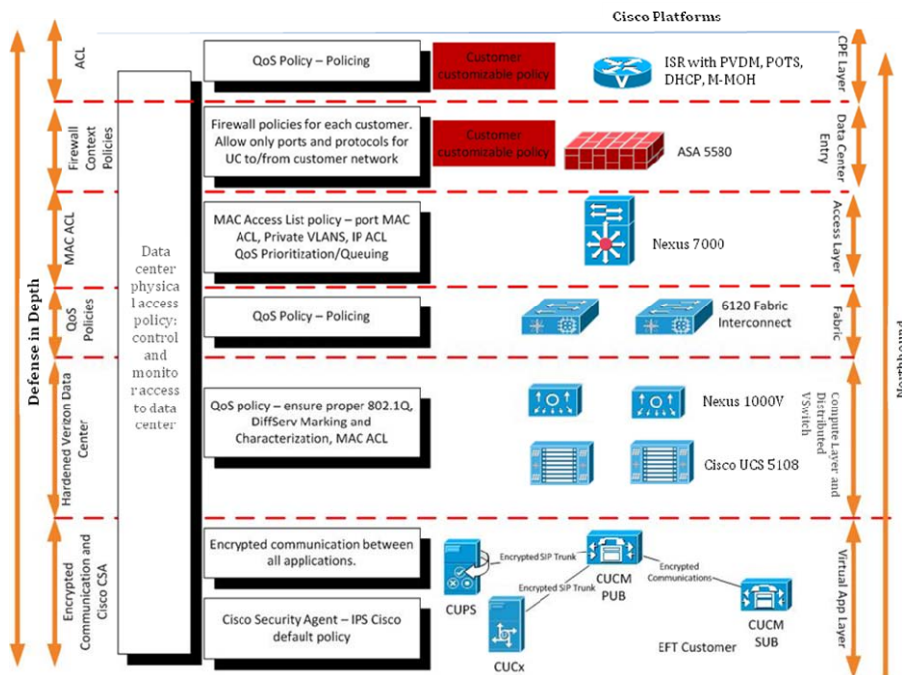 Cisco Platforms
Defense in Depth
ACL
QoS Policy – Policing
Customer
customizable policy
ISR with PVDM, POTS,
DHCP, M-MOH
CPE Layer
Firewall
Context Policies
Firewall policies for each customer.
Allow only ports and protocols for
UC to/from customer network
Customer
customizable policy
ASA 5580
Data Center
Entry
MAC ACL
MAC Access List policy – port MAC
ACL, Private VLANS, IP ACL
QoS Prioritization/Queuing
Nexus 7000
Access Layer
Data
center
physic
al access
policy:
control
and
monito
r access
to data
center
QoS
Policies
QoS Policy – Policing
6120 Fabric
Interconnect
Fabric
Northbound
Hardened Verizon Data
Center
QoS policy – ensure proper 802.1Q,
DiffServ Marking and
Characterization, MAC ACL
Nexus 1000V
Cisco UCS 5108
Compute Layer and
Distributed
VSwitch
Encrypted
Communication and
Cisco CSA
Encrypted communication between
all applications.
Cisco Security Agent – IPS Cisco
default policy
CUPS
Encrypted SIP Trunk
CUCM
PUB
Encrypted
Communications
Encrypted SIP Trunk
CUCx
CUCM
SUB
EFT Customer
Virtual App Layer